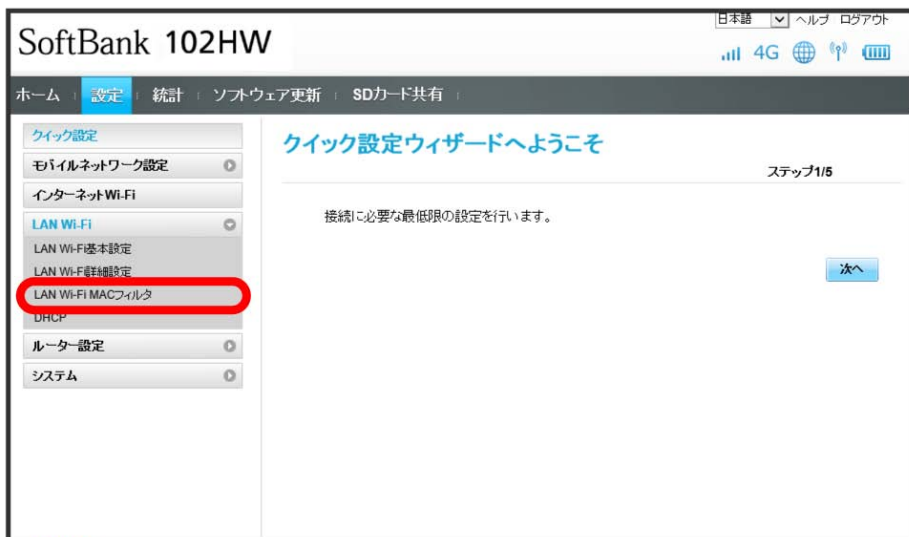 日本語 ヘルプ ログアウト
SoftBank 102HW
4G
ホーム 設定 統計 ソフトウェア更新 SDカード共有
クイック設定
モバイルネットワーク設定
インターネットWi-Fi
LAN Wi-Fi
LAN Wi-Fi基本設定
LAN Wi-Fi詳細設定
LAN Wi-Fi MACフィルタ
DHCP
ルーター設定
システム
クイック設定ウィザードへようこそ
ステップ1/5
接続に必要な最低限の設定を行います。
次へ